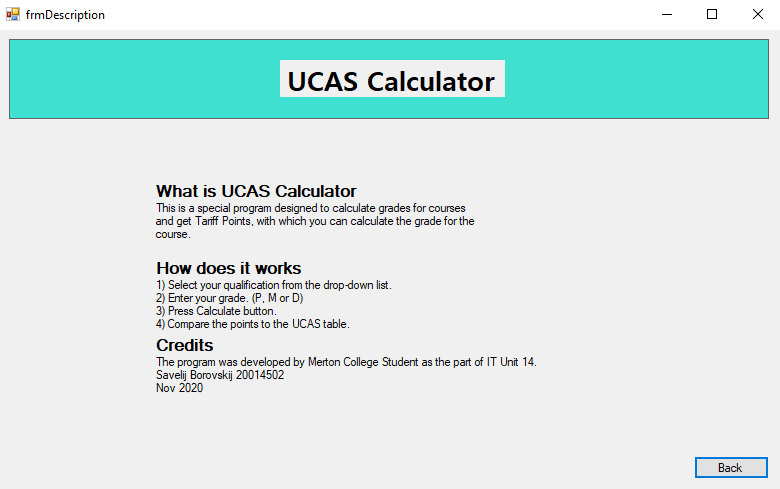 frmDescription
UCAS Calculator
What is UCAS Calculator
This is a special program designed to calculate grades for courses
and get Tariff Points, with which you can calculate the grade for the
course.
How does it works
1) Select your qualification from the drop-down list.
2) Enter your grade. (P, M or D)
3) Press Calculate button.
4) Compare the points to the UCAS table.
Credits
The program was developed by Merton College Student as the part of IT Unit 14.
Savelij Borovskij 20014502
Nov 2020
Back